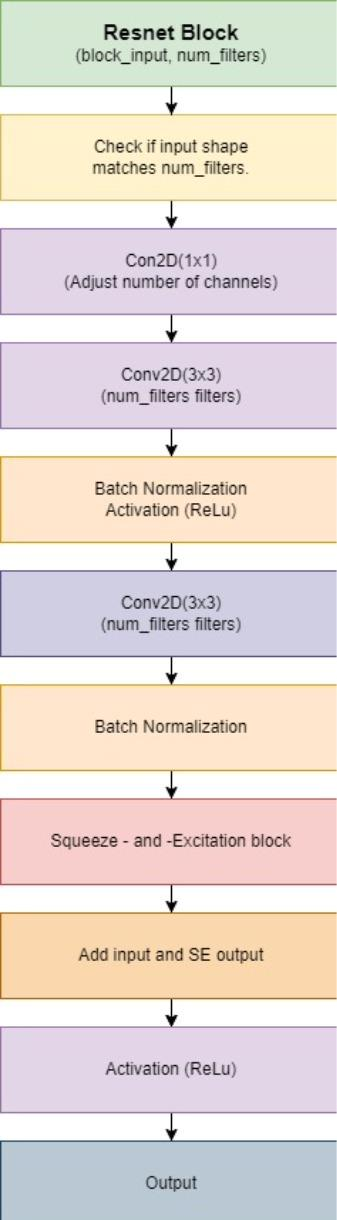 Resnet Block
(block_input, num_filters)
Check if input shape
matches num_filters.
Con2D(1x1)
(Adjust number of channels)
Conv2D(3x3)
(num_filters filters)
Batch Normalization
Activation (ReLu)
Conv2D(3x3)
(num_filters filters)
Batch Normalization
Squeeze - and -Excitation block
Add input and SE output
Activation (ReLu)
Output